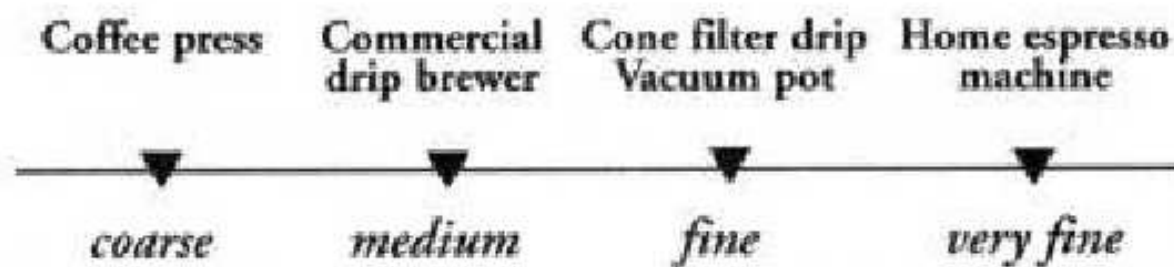 Coffee press
Commercial
drip brewer
Cone filter drip
Vacuum pot
Home espresso
machine
coarse
medium
fine
very fine